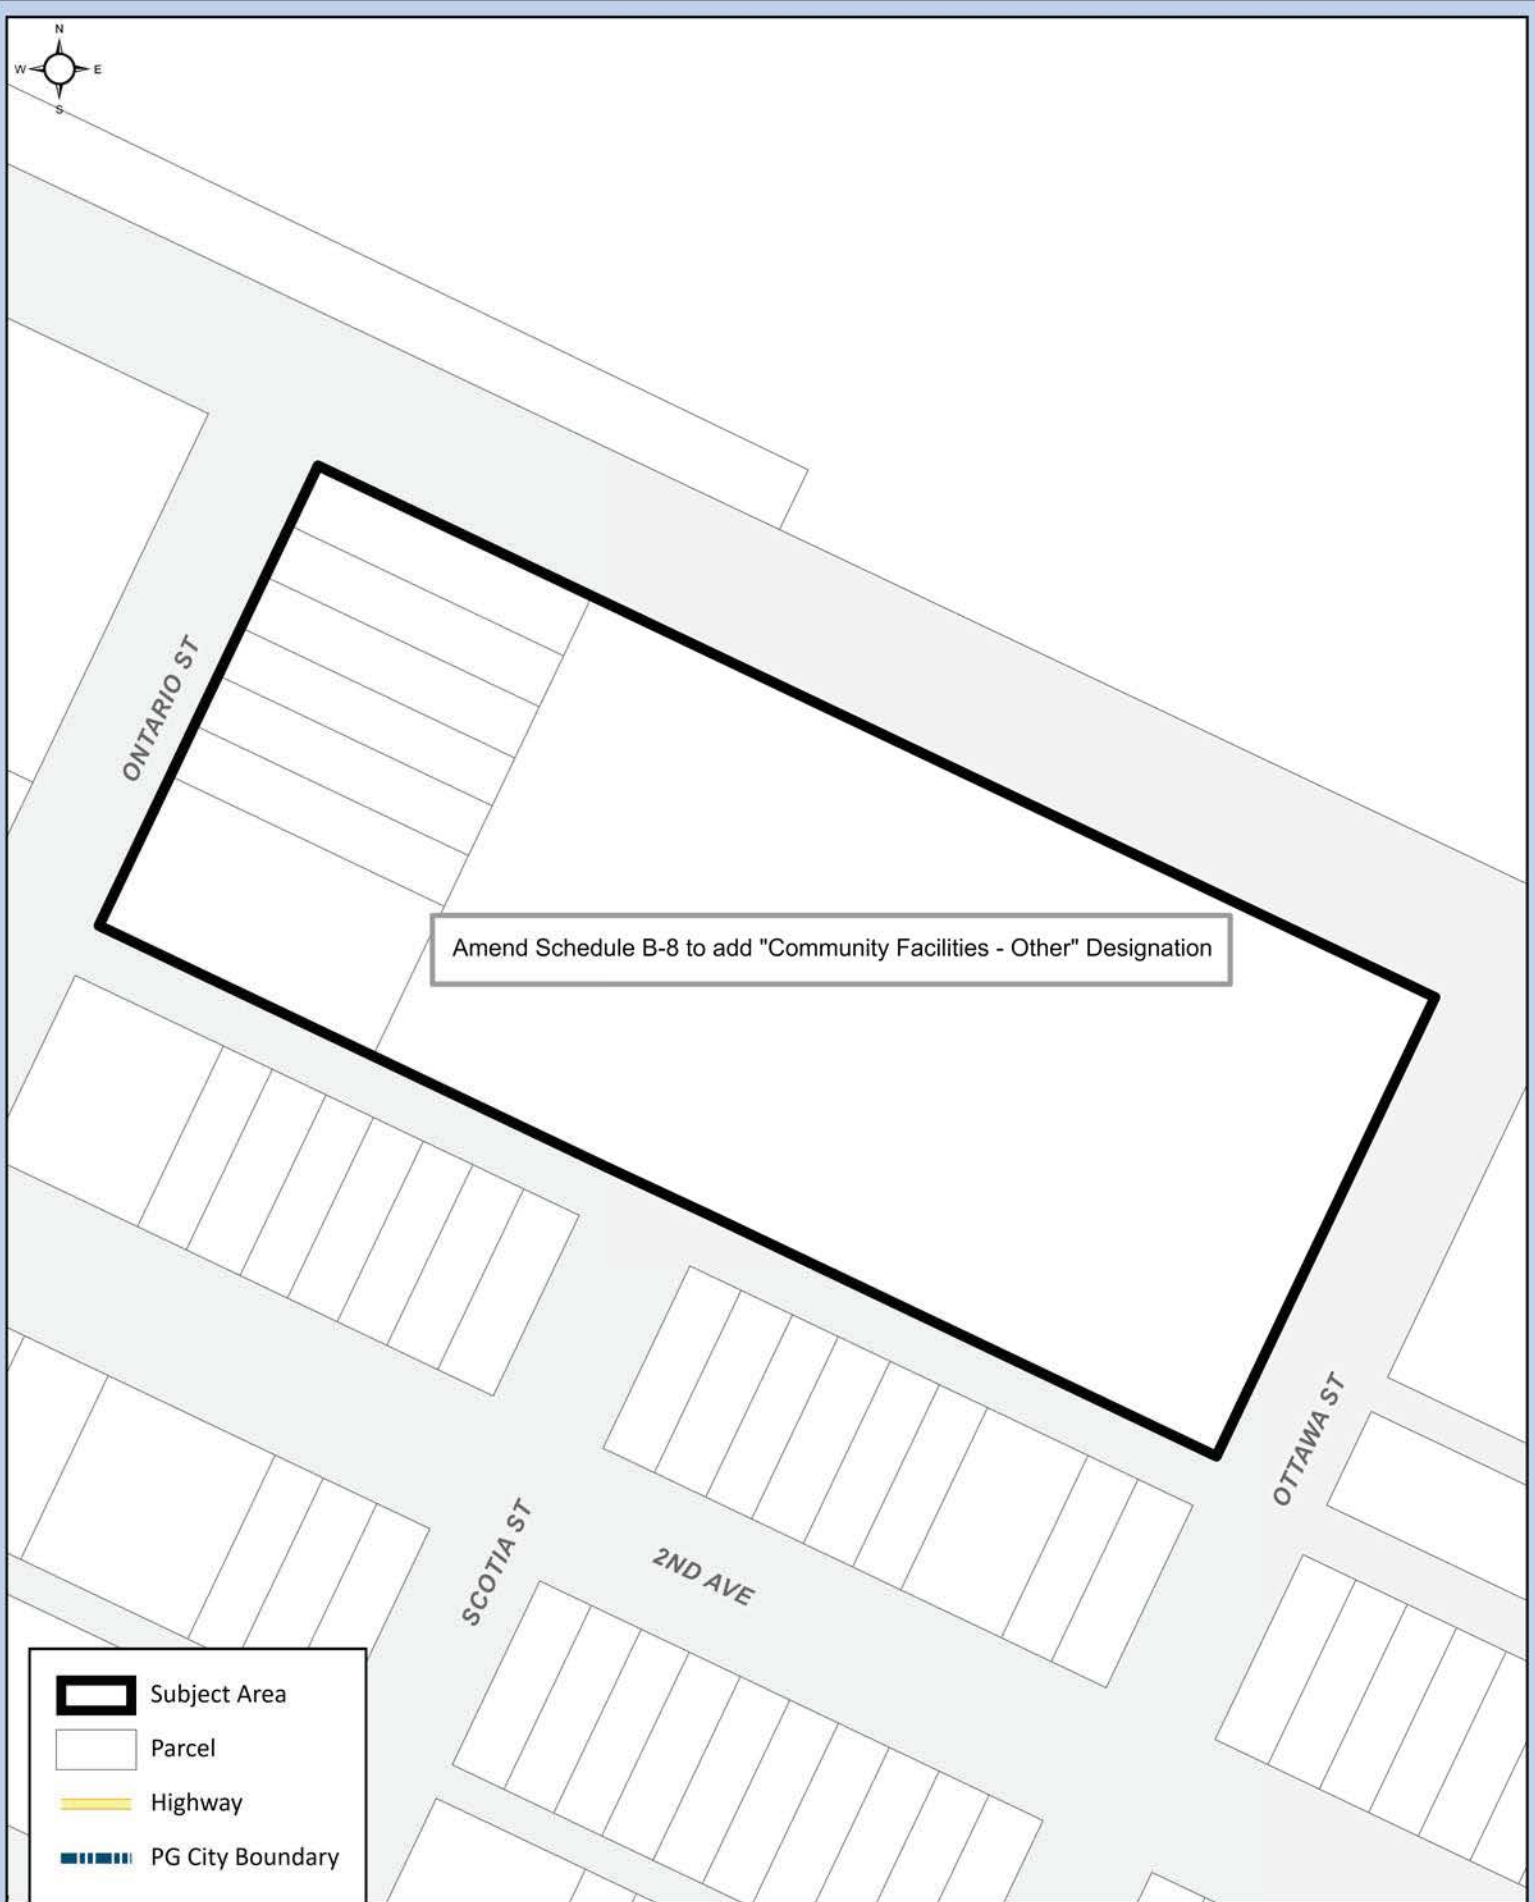 N
W E
S
ONTARIO ST
Amend Schedule B-8 to add "Community Facilities - Other" Designation
OTTAWA ST
SCOTIA ST
2ND AVE
Subject Area
Parcel
Highway
PG City Boundary